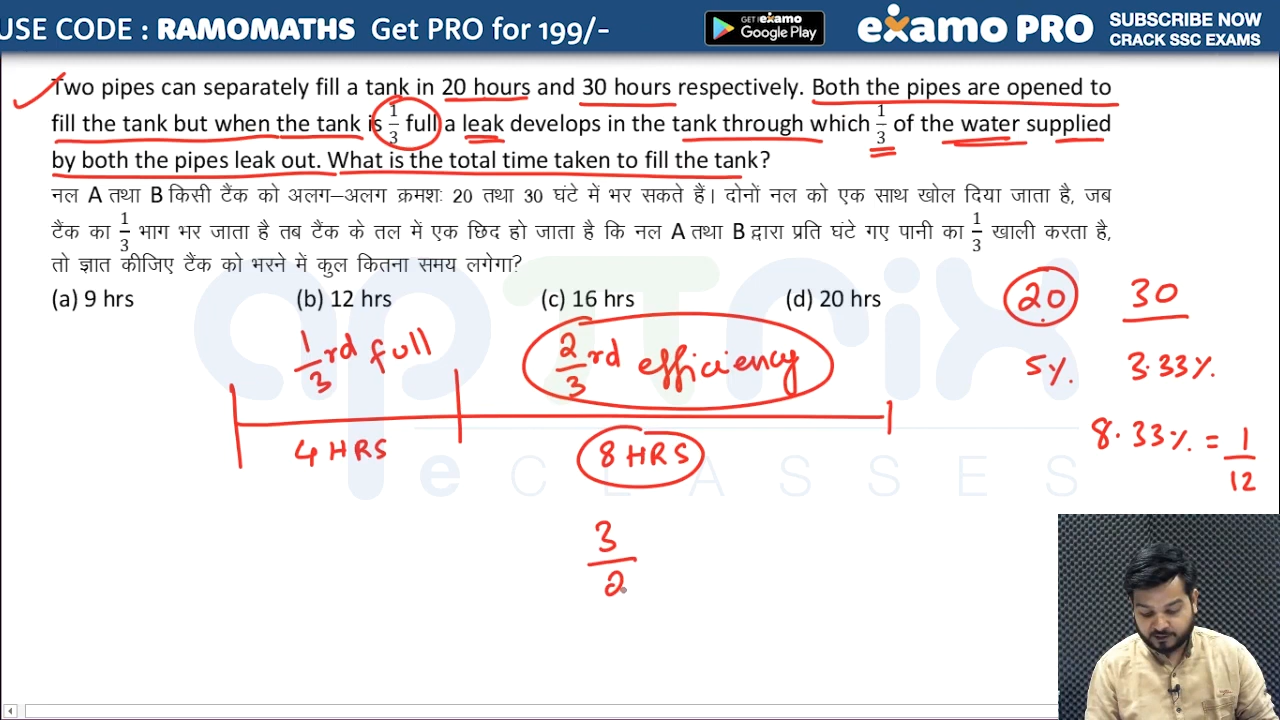 USE CODE : RAMOMATHS Get PRO for 199/-
GET IT ON
Google Play
examo
examo PRO
SUBSCRIBE NOW
CRACK SSC EXAMS
Two pipes can separately fill a tank in 20 hours and 30 hours respectively. Both the pipes are opened to
fill the tank but when the tank is 1/3 full a leak develops in the tank through which 1/3 of the water supplied
by both the pipes leak out. What is the total time taken to fill the tank?
नल A तथा B किसी टैंक को अलग–अलग क्रमशः 20 तथा 30 घंटे में भर सकते हैं। दोनों नल को एक साथ खोल दिया जाता है, जब
टैंक का 1/3 भाग भर जाता है तब टैंक के तल में एक छिद हो जाता है कि नल A तथा B द्वारा प्रति घंटे गए पानी का 1/3 खाली करता है,
तो ज्ञात कीजिए टैंक को भरने में कुल कितना समय लगेगा?
(a) 9 hrs (b) 12 hrs (c) 16 hrs (d) 20 hrs
20 30
1/3 rd full 2/3 rd efficiency
5%. 3.33%.
4 HRS 8 HRS
8.33%. = 1/12
3/2
apπrix
e CLASSES